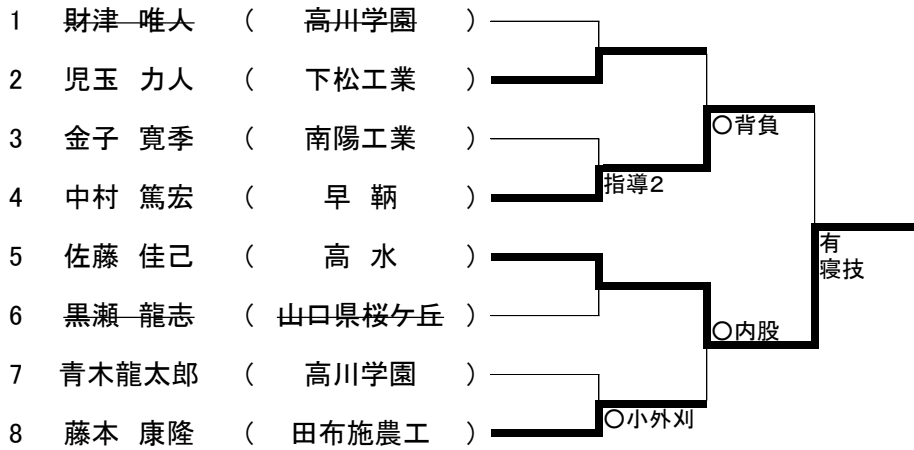 1 財津 唯人 ( 高川学園 )
2 児玉 力人 ( 下松工業 )
〇背負
3 金子 寛季 ( 南陽工業 )
指導2
4 中村 篤宏 ( 早 鞆 )
有
5 佐藤 佳己 ( 高 水 )
寝技
6 黒瀬 龍志 ( 山口県桜ケ丘 )
〇内股
7 青木龍太郎 ( 高川学園 )
〇小外刈
8 藤本 康隆 ( 田布施農工 )